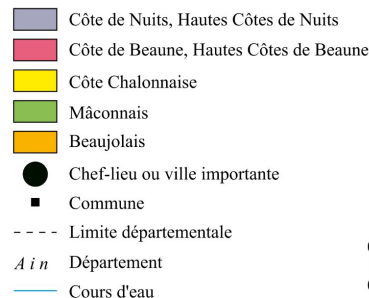 Côte de Nuits, Hautes Côtes de Nuits
Côte de Beaune, Hautes Côtes de Beaune
Côte Chalonnaise
Mâconnais
Beaujolais
Chef-lieu ou ville importante
Commune
Limite départementale
Ain Département
Cours d'eau